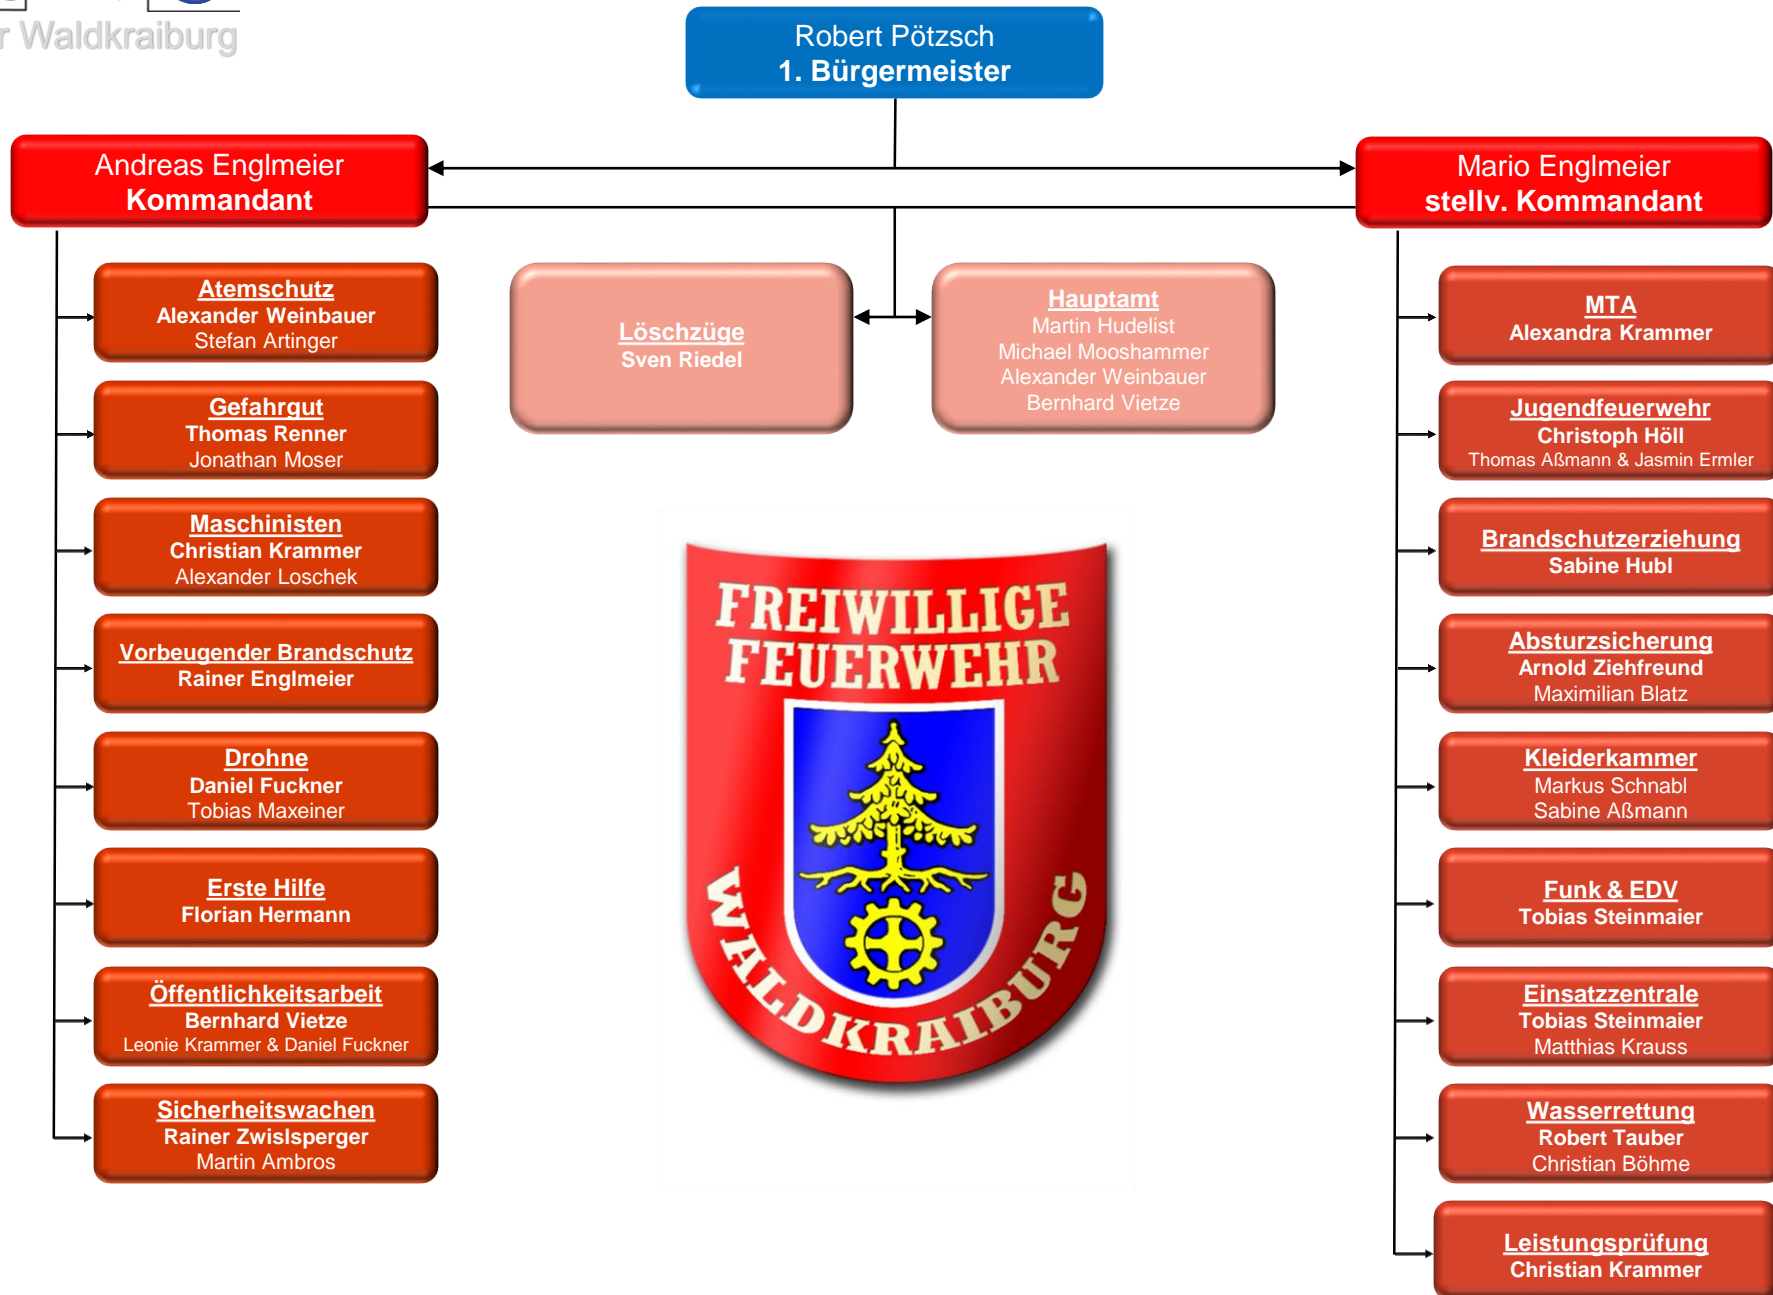 r Waldkraiburg
Robert Pötzsch
1. Bürgermeister
Andreas Englmeier
Kommandant
Mario Englmeier
stellv. Kommandant
Atemschutz
Alexander Weinbauer
Stefan Artinger
Gefahrgut
Thomas Renner
Jonathan Moser
Maschinisten
Christian Krammer
Alexander Loschek
Vorbeugender Brandschutz
Rainer Englmeier
Drohne
Daniel Fuckner
Tobias Maxeiner
Erste Hilfe
Florian Hermann
Öffentlichkeitsarbeit
Bernhard Vietze
Leonie Krammer & Daniel Fuckner
Sicherheitswachen
Rainer Zwislsperger
Martin Ambros
Löschzüge
Sven Riedel
Hauptamt
Martin Hudelist
Michael Mooshammer
Alexander Weinbauer
Bernhard Vietze
FREIWILLIGE
FEUERWEHR
WALDKRAIBURG
MTA
Alexandra Krammer
Jugendfeuerwehr
Christoph Höll
Thomas Aßmann & Jasmin Ermler
Brandschutzerziehung
Sabine Hubl
Absturzsicherung
Arnold Ziehfreund
Maximilian Blatz
Kleiderkammer
Markus Schnabl
Sabine Aßmann
Funk & EDV
Tobias Steinmaier
Einsatzzentrale
Tobias Steinmaier
Matthias Krauss
Wasserrettung
Robert Tauber
Christian Böhme
Leistungsprüfung
Christian Krammer